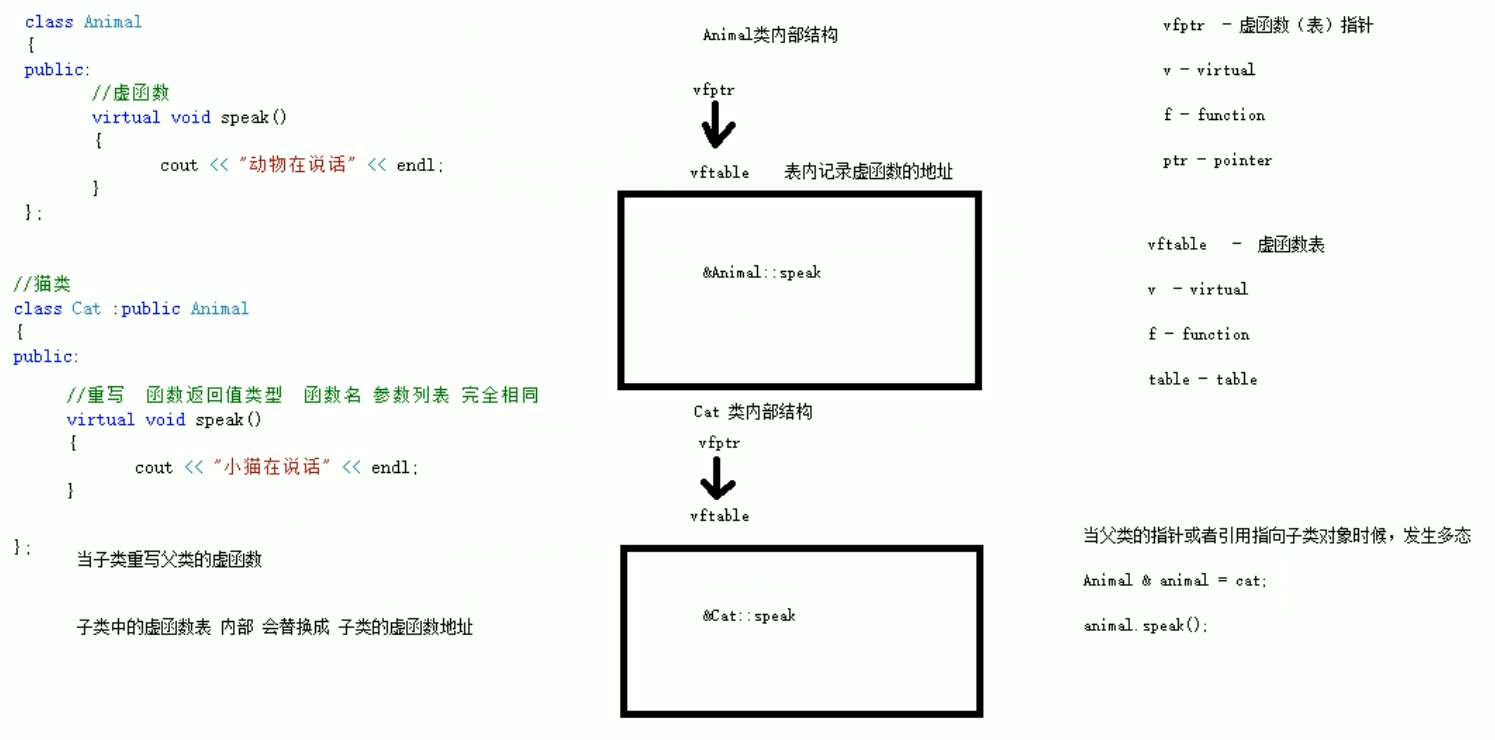 class Animal
{
public:
//虚函数
virtual void speak()
{
cout << "动物在说话" << endl;
}
};
//猫类
class Cat :public Animal
{
public:
//重写 函数返回值类型 函数名 参数列表 完全相同
virtual void speak()
{
cout << "小猫在说话" << endl;
}
};
当子类重写父类的虚函数
子类中的虚函数表 内部 会替换成 子类的虚函数地址
Animal类内部结构
vfptr
vftable 表内记录虚函数的地址
&Animal::speak
Cat 类内部结构
vfptr
vftable
&Cat::speak
vfptr - 虚函数（表）指针
v - virtual
f - function
ptr - pointer
vftable - 虚函数表
v - virtual
f - function
table - table
当父类的指针或者引用指向子类对象时候，发生多态
Animal & animal = cat;
animal.speak();